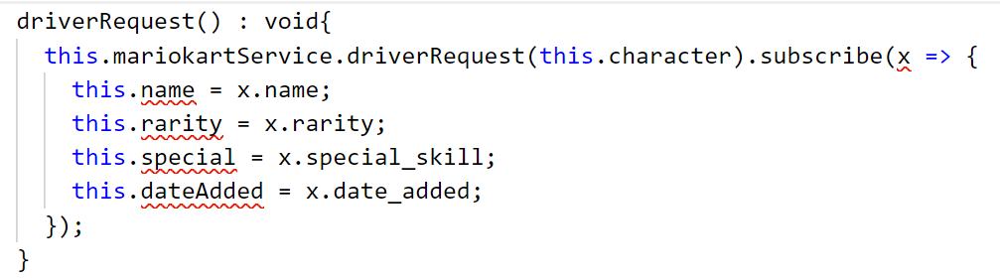 driverRequest() : void{
this.mariokartService.driverRequest(this.character).subscribe(x => {
this.name = x.name;
this.rarity = x.rarity;
this.special = x.special_skill;
this.dateAdded = x.date_added;
});
}